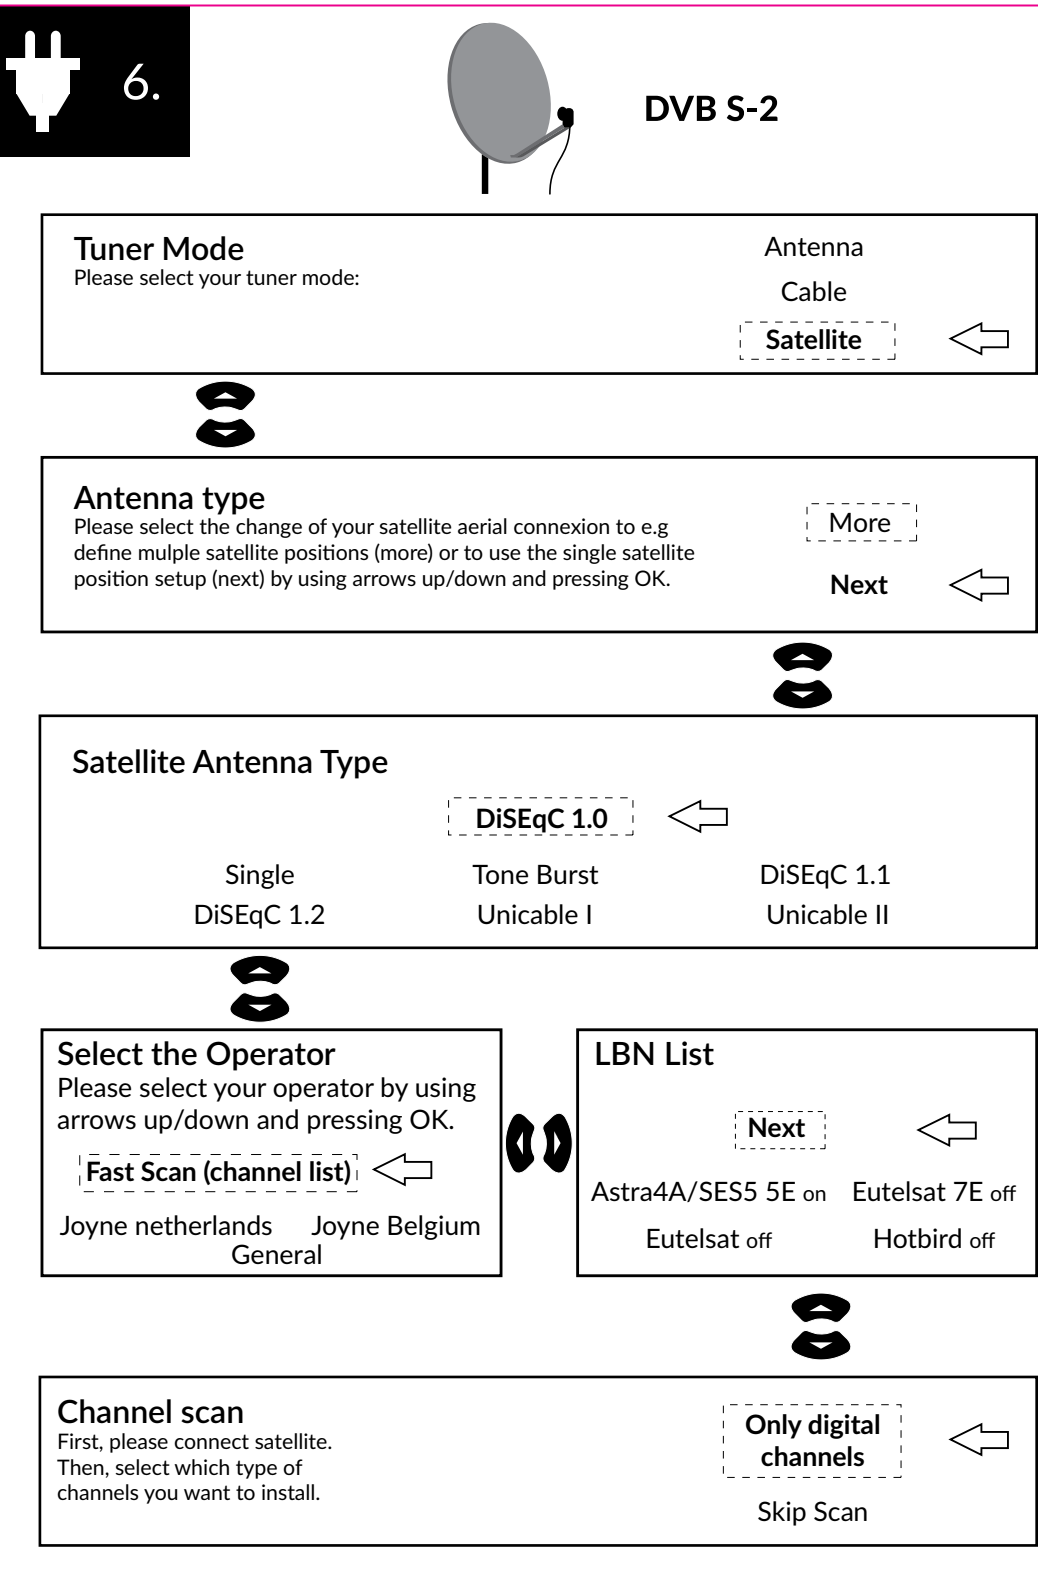 6.
DVB S-2
Tuner Mode
Please select your tuner mode:
Antenna
Cable
Satellite
Antenna type
Please select the change of your satellite aerial connexion to e.g
define mulple satellite positions (more) or to use the single satellite
position setup (next) by using arrows up/down and pressing OK.
More
Next
Satellite Antenna Type
DiSEqC 1.0
Single Tone Burst DiSEqC 1.1
DiSEqC 1.2 Unicable I Unicable II
Select the Operator
Please select your operator by using
arrows up/down and pressing OK.
Fast Scan (channel list)
Joyne netherlands Joyne Belgium
General
LBN List
Next
Astra4A/SES5 5E on Eutelsat 7E off
Eutelsat off Hotbird off
Channel scan
First, please connect satellite.
Then, select which type of
channels you want to install.
Only digital
channels
Skip Scan